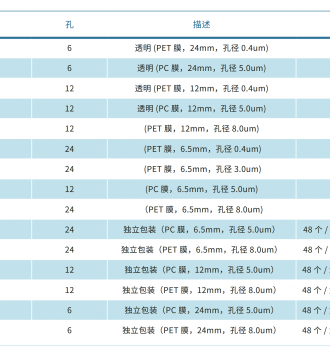 孔 描述
6 透明 (PET 膜，24mm，孔径 0.4um)
6 透明 (PC 膜，24mm，孔径 5.0um)
12 透明 (PET 膜，12mm，孔径 0.4um)
12 透明 (PC 膜，12mm，孔径 5.0um)
12 (PET 膜，12mm，孔径 8.0um)
24 (PET 膜，6.5mm，孔径 0.4um)
24 (PET 膜，6.5mm，孔径 3.0um)
12 (PC 膜，6.5mm，孔径 5.0um)
24 （PET 膜，6.5mm，孔径 8.0um)
24 独立包装（PC 膜，6.5mm，孔径 5.0um） 48 个 /
24 独立包装（PET 膜，6.5mm，孔径 8.0um） 48 个 /
12 独立包装（PC 膜，12mm，孔径 5.0um） 48 个 /
12 独立包装（PET 膜，12mm，孔径 8.0um） 48 个 /
6 独立包装（PC 膜，24mm，孔径 5.0um） 48 个 /
6 独立包装（PET 膜，24mm，孔径 8.0um） 48 个 /